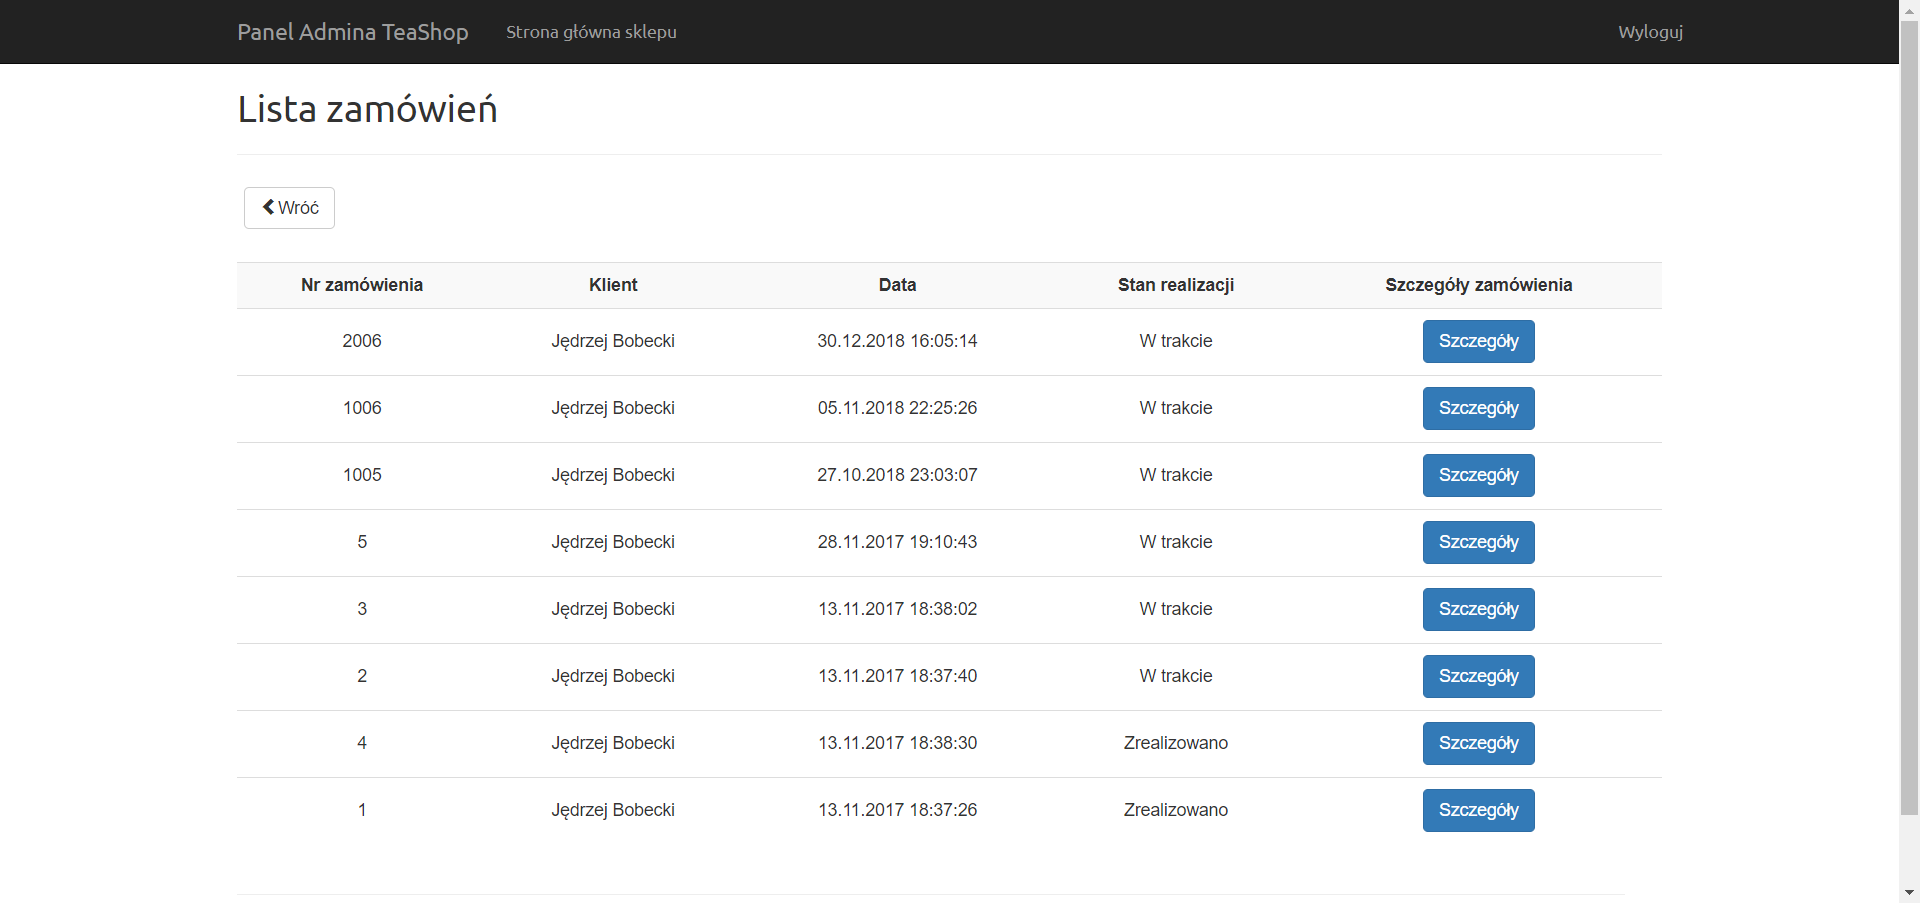 Panel Admina TeaShop Strona główna sklepu Wyloguj
Lista zamówień
Wróć
Nr zamówienia Klient Data Stan realizacji Szczegóły zamówienia
2006 Jędrzej Bobecki 30.12.2018 16:05:14 W trakcie Szczegóły
1006 Jędrzej Bobecki 05.11.2018 22:25:26 W trakcie Szczegóły
1005 Jędrzej Bobecki 27.10.2018 23:03:07 W trakcie Szczegóły
5 Jędrzej Bobecki 28.11.2017 19:10:43 W trakcie Szczegóły
3 Jędrzej Bobecki 13.11.2017 18:38:02 W trakcie Szczegóły
2 Jędrzej Bobecki 13.11.2017 18:37:40 W trakcie Szczegóły
4 Jędrzej Bobecki 13.11.2017 18:38:30 Zrealizowano Szczegóły
1 Jędrzej Bobecki 13.11.2017 18:37:26 Zrealizowano Szczegóły